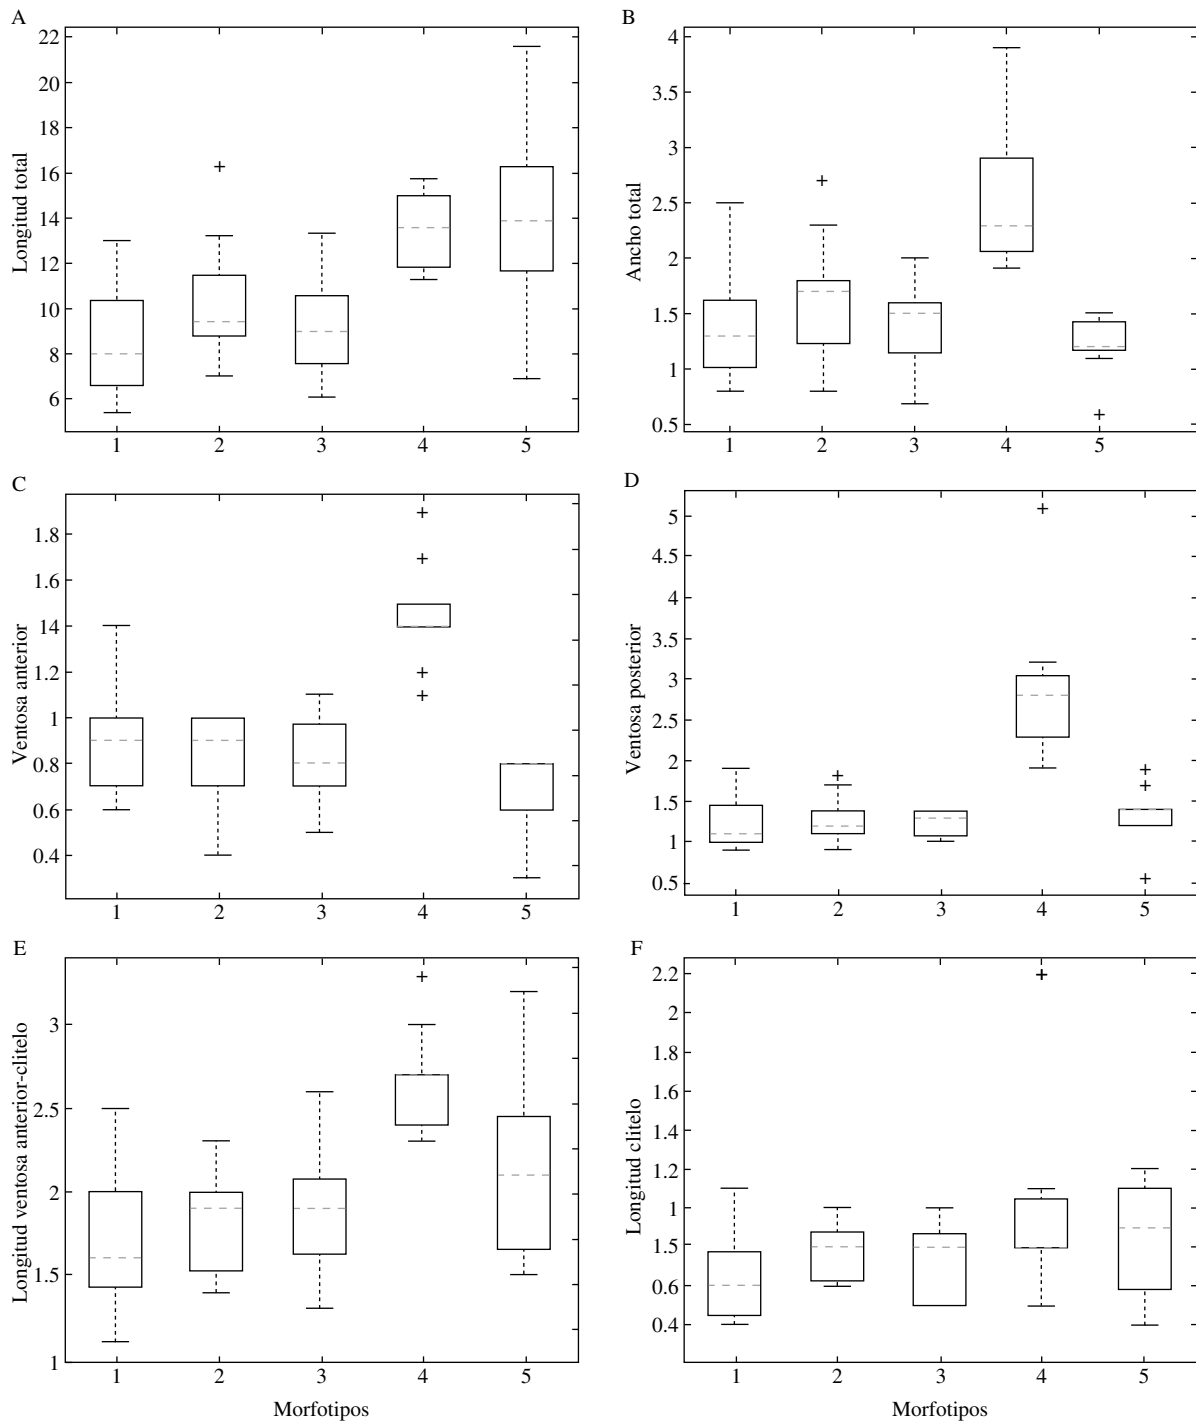 A
Longitud total
22
20
18
16
14
12
10
8
6
1 2 3 4 5
B
Ancho total
4
3.5
3
2.5
2
1.5
1
0.5
1 2 3 4 5
C
Ventosa anterior
1.8
1.6
14
1.2
1
0.8
0.6
0.4
1 2 3 4 5
D
Ventosa posterior
5
4.5
4
3.5
3
2.5
2
1.5
1
0.5
1 2 3 4 5
E
Longitud ventosa anterior-clitelo
3
2.5
2
1.5
1
1 2 3 4 5
Morfotipos
F
Longitud clitelo
2.2
2
1.8
1.6
1.4
1.2
1
1.5
0.6
0.4
1 2 3 4 5
Morfotipos